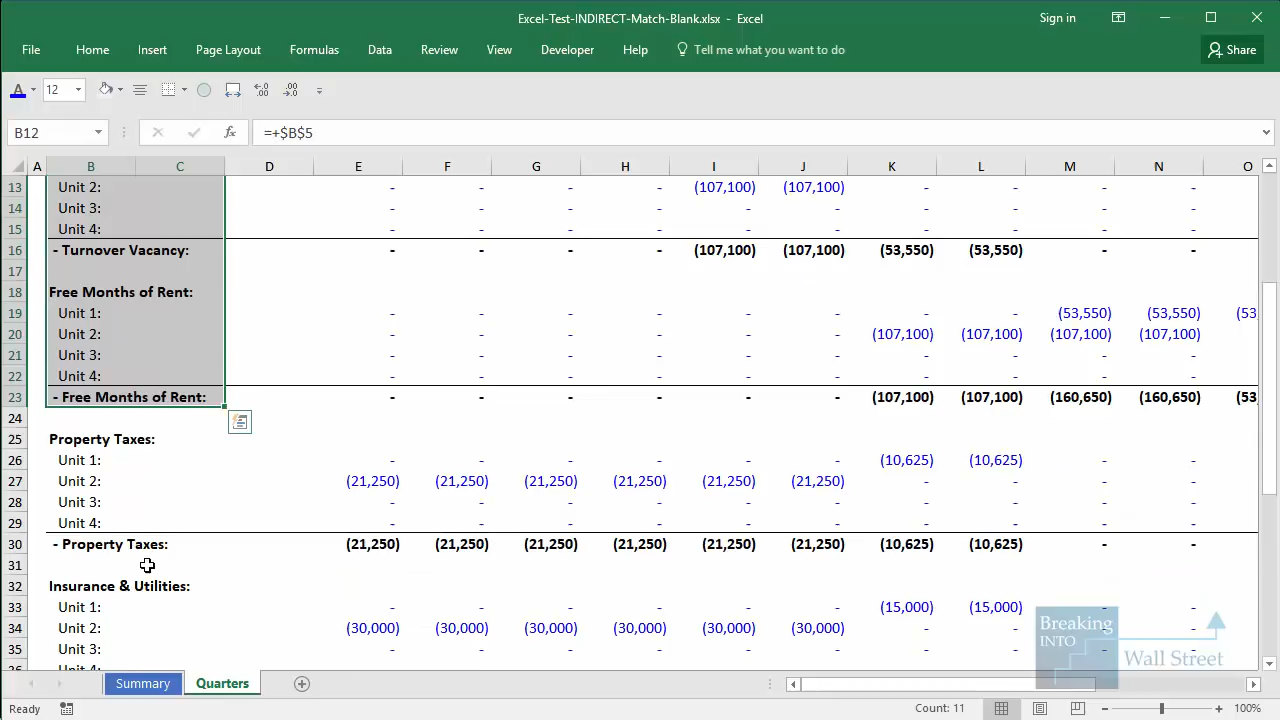 Excel-Test-INDIRECT-Match-Blank.xlsx - Excel
Sign in
File Home Insert Page Layout Formulas Data Review View Developer Help Tell me what you want to do Share
A 12
B12 fx =+$B$5
A B C D E F G H I J K L M N O
13 Unit 2: - - - - (107,100) (107,100) - - - -
14 Unit 3: - - - - - - - - - -
15 Unit 4: - - - - - - - - - -
16 - Turnover Vacancy: - - - - (107,100) (107,100) (53,550) (53,550) - -
17
18 Free Months of Rent:
19 Unit 1: - - - - - - - - (53,550) (53,550) (53,
20 Unit 2: - - - - - - (107,100) (107,100) (107,100) (107,100)
21 Unit 3: - - - - - - - - - -
22 Unit 4: - - - - - - - - - -
23 - Free Months of Rent: - - - - - - (107,100) (107,100) (160,650) (160,650) (53,
24
25 Property Taxes:
26 Unit 1: - - - - - - (10,625) (10,625) - -
27 Unit 2: (21,250) (21,250) (21,250) (21,250) (21,250) (21,250) - - - -
28 Unit 3: - - - - - - - - - -
29 Unit 4: - - - - - - - - - -
30 - Property Taxes: (21,250) (21,250) (21,250) (21,250) (21,250) (21,250) (10,625) (10,625) - -
31
32 Insurance & Utilities:
33 Unit 1: - - - - - - (15,000) (15,000) - -
34 Unit 2: (30,000) (30,000) (30,000) (30,000) (30,000) (30,000) - - - -
35 Unit 3: - - - - - - - -
Unit 4:
Breaking
INTO
Wall Street
Summary Quarters
Ready Count: 11 100%